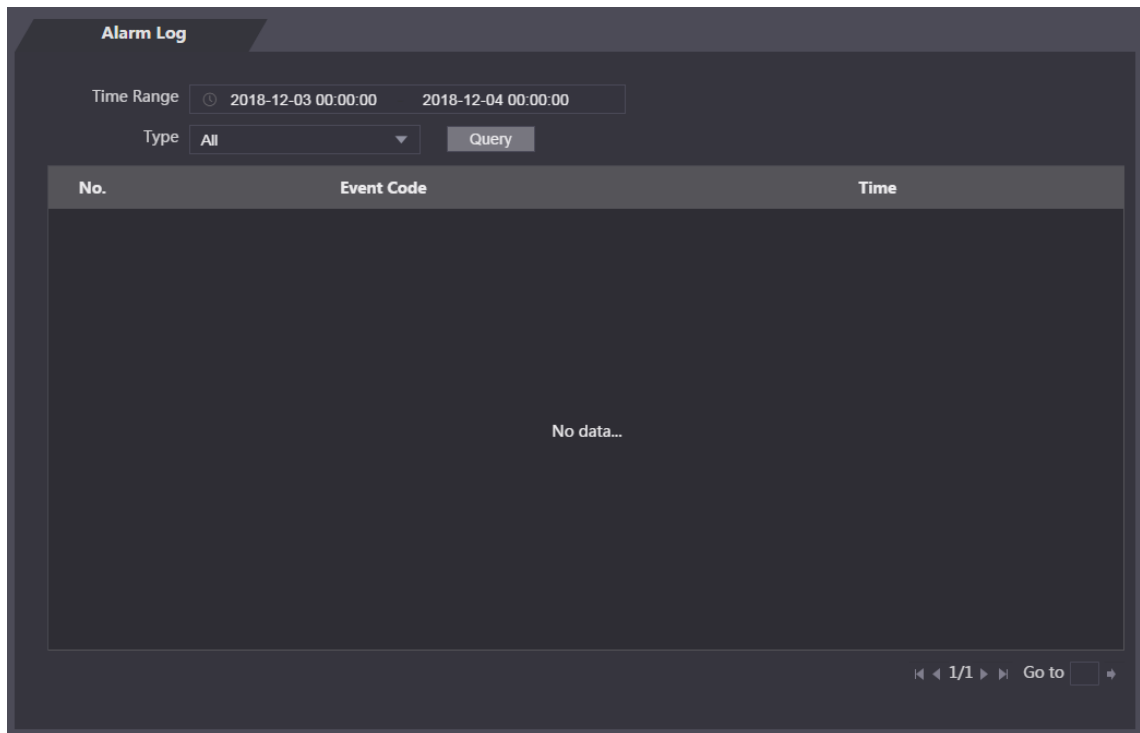 Alarm Log
Time Range 2018-12-03 00:00:00 2018-12-04 00:00:00
Type All Query
No. Event Code Time
No data...
1/1 Go to